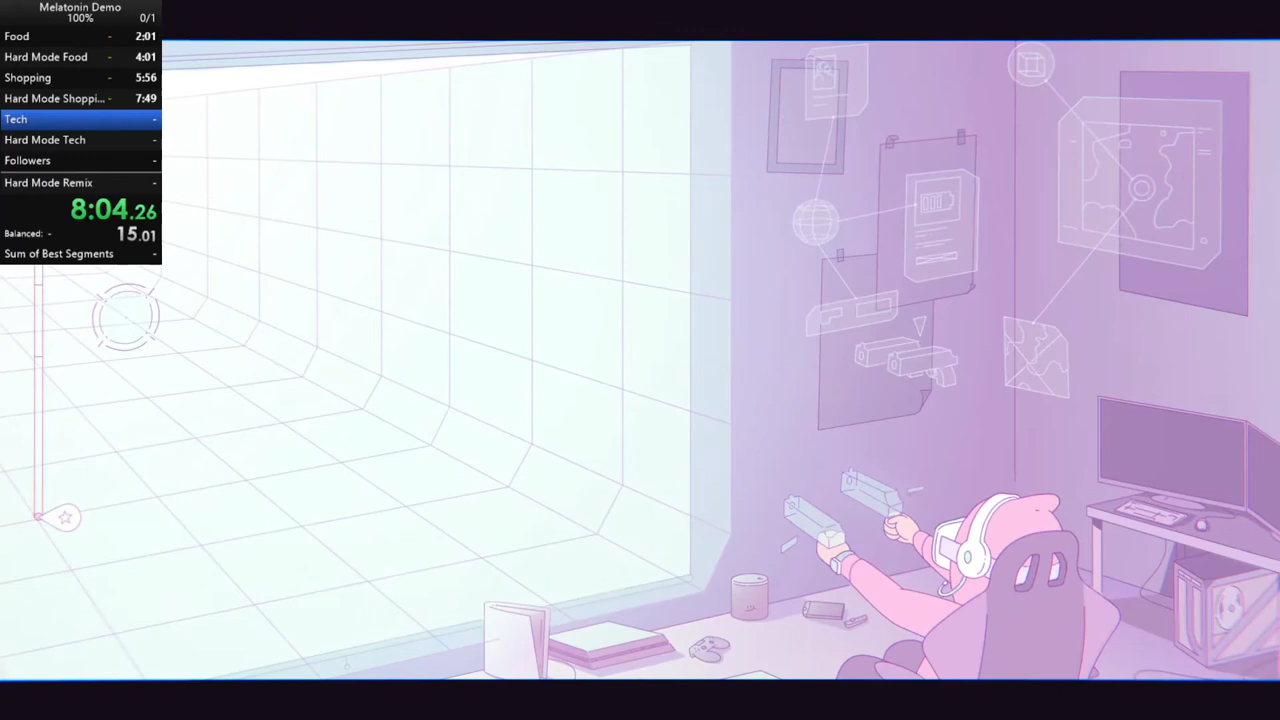 Melatonin Demo
100% 0/1
Food - 2:01
Hard Mode Food - 4:01
Shopping - 5:56
Hard Mode Shoppi... - 7:49
Tech -
Hard Mode Tech -
Followers -
Hard Mode Remix -
8:04.26
Balanced: - 15.01
Sum of Best Segments -